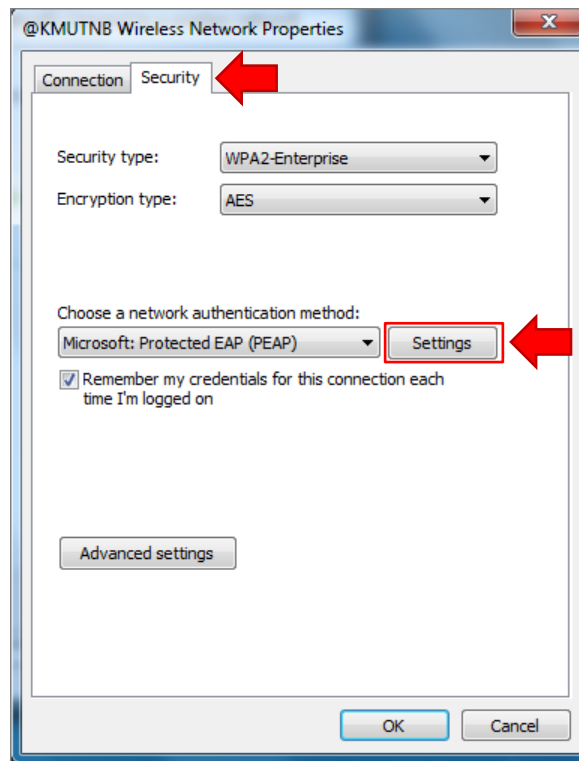 @KMUTNB Wireless Network Properties
Connection
Security
Security type:
WPA2-Enterprise
Encryption type:
AES
Choose a network authentication method:
Microsoft: Protected EAP (PEAP)
Settings
Remember my credentials for this connection each
time I'm logged on
Advanced settings
OK
Cancel